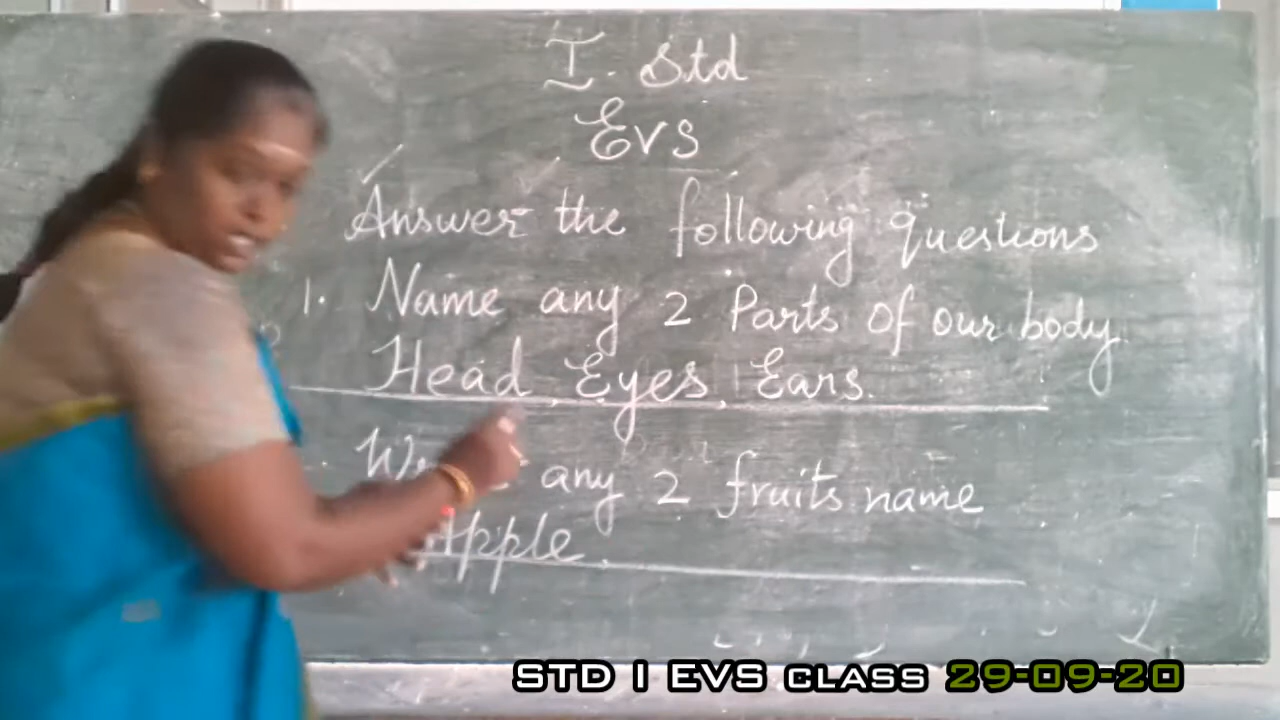 I. Std
EVS
Answer the following questions
1. Name any 2 Parts of our body
Head, Eyes, Ears.
any 2 fruits name
Apple.
STD I EVS CLASS 29-09-20